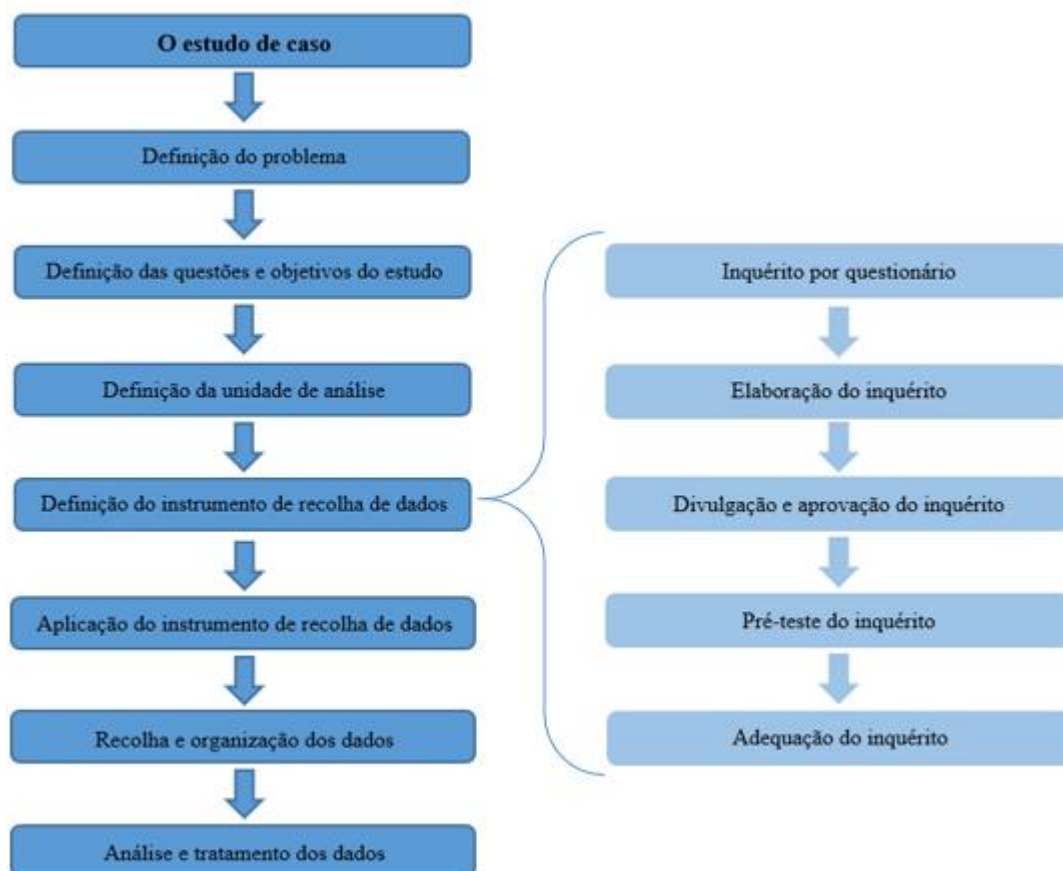 O estudo de caso
Definição do problema
Definição das questões e objetivos do estudo
Definição da unidade de análise
Definição do instrumento de recolha de dados
Aplicação do instrumento de recolha de dados
Recolha e organização dos dados
Análise e tratamento dos dados
Inquérito por questionário
Elaboração do inquérito
Divulgação e aprovação do inquérito
Pré-teste do inquérito
Adequação do inquérito